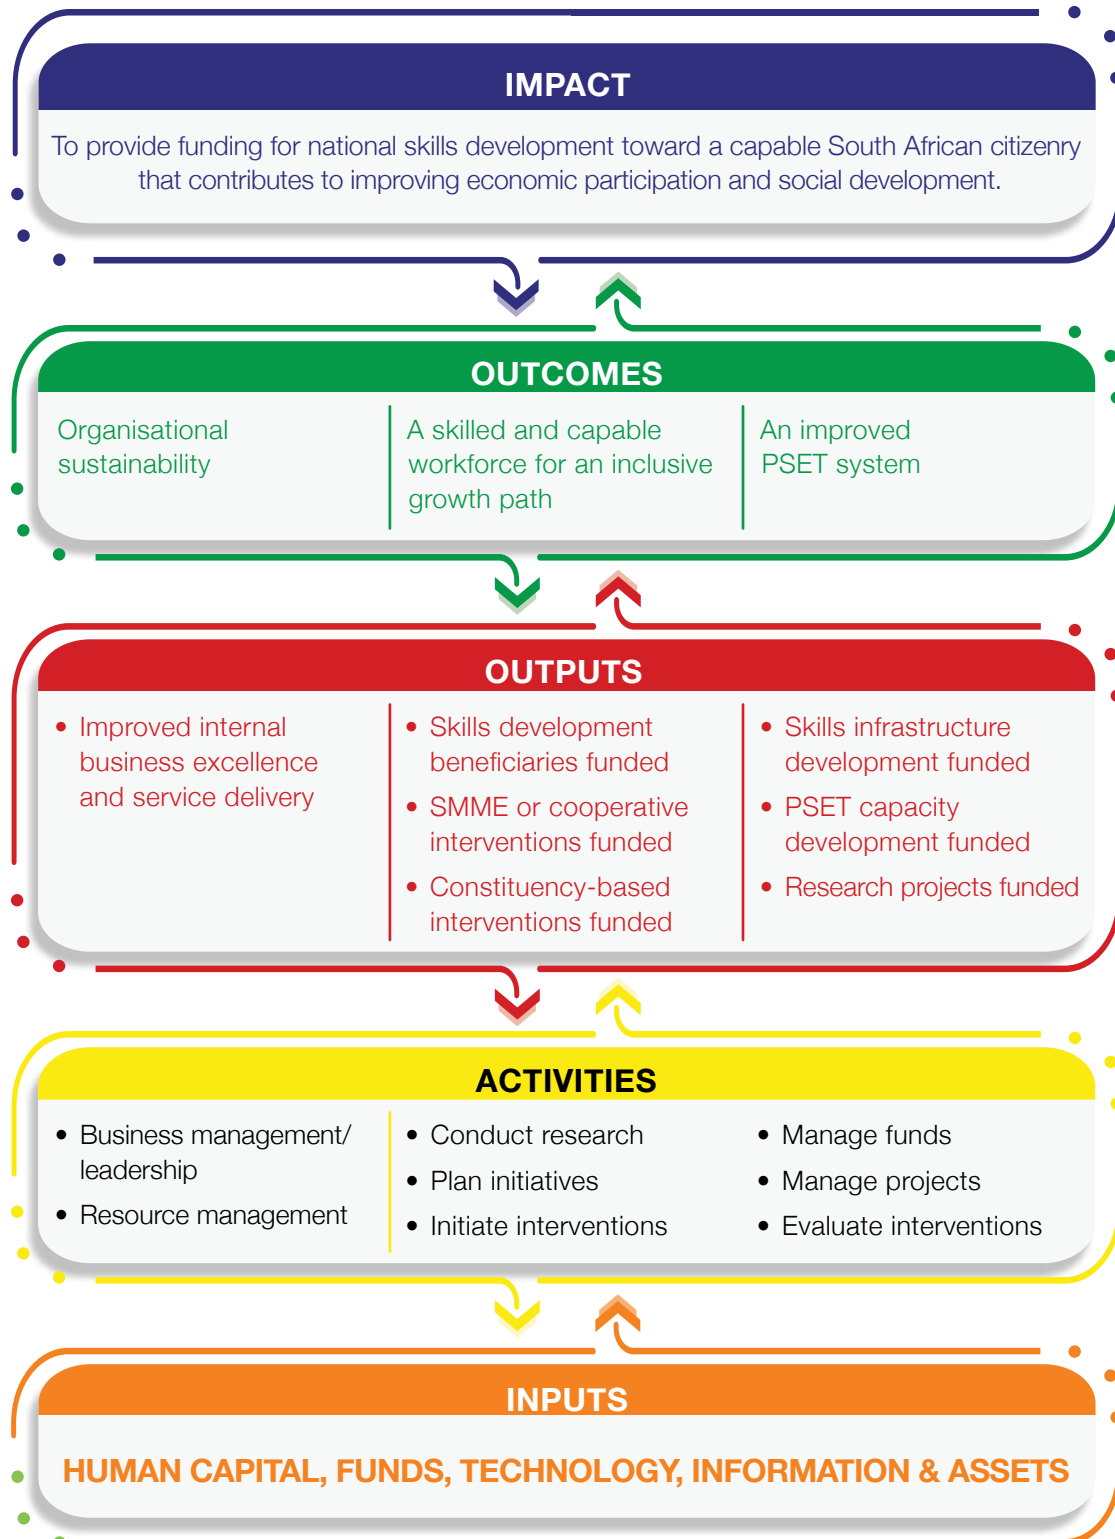 IMPACT
To provide funding for national skills development toward a capable South African citizenry
that contributes to improving economic participation and social development.
OUTCOMES
Organisational
sustainability
A skilled and capable
workforce for an inclusive
growth path
An improved
PSET system
OUTPUTS
• Improved internal
business excellence
and service delivery
• Skills development
beneficiaries funded
• SMME or cooperative
interventions funded
• Constituency-based
interventions funded
• Skills infrastructure
development funded
• PSET capacity
development funded
• Research projects funded
ACTIVITIES
• Business management/
leadership
• Resource management
• Conduct research
• Plan initiatives
• Initiate interventions
• Manage funds
• Manage projects
• Evaluate interventions
INPUTS
HUMAN CAPITAL, FUNDS, TECHNOLOGY, INFORMATION & ASSETS